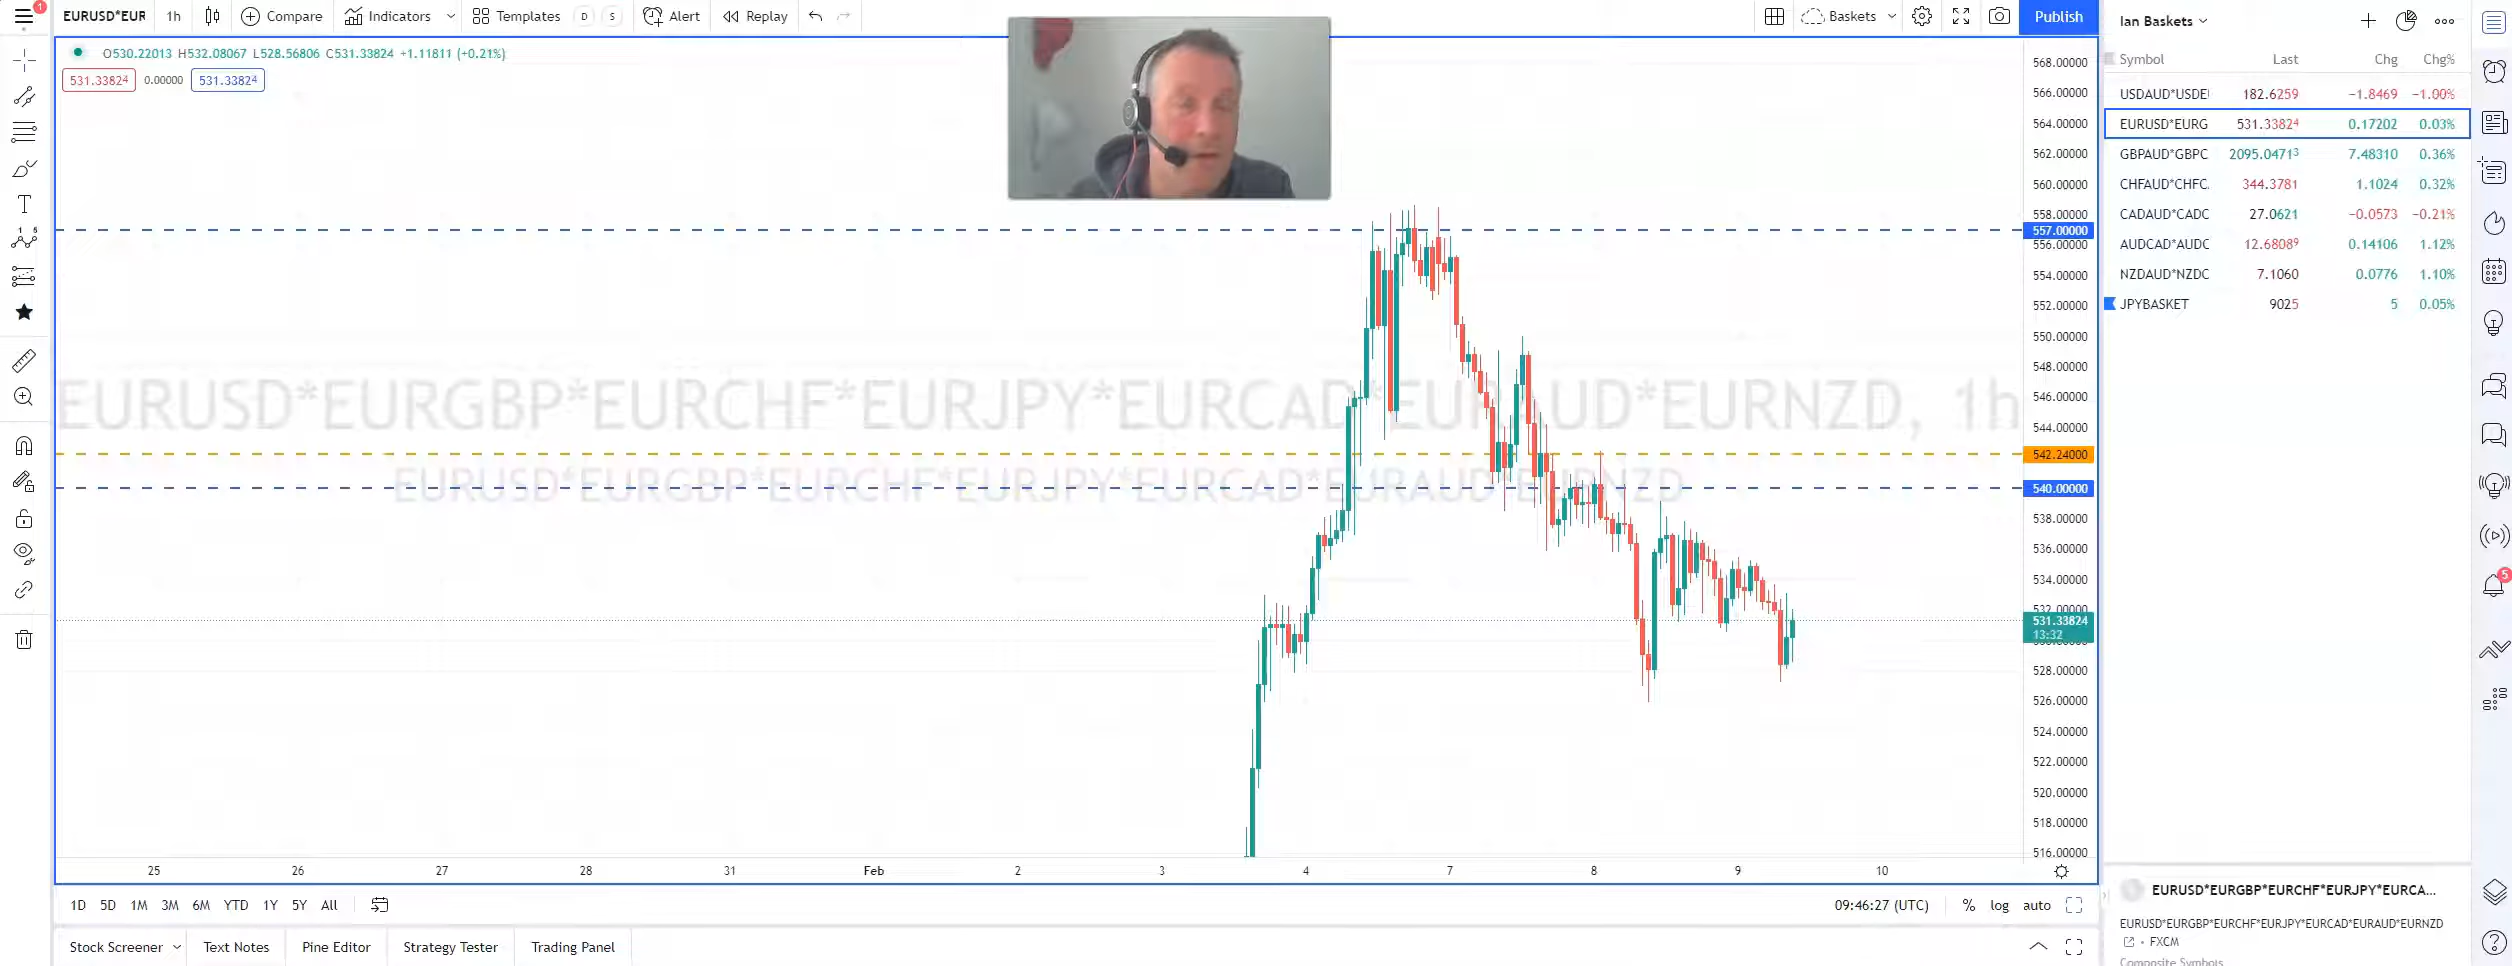 1
EURUSD*EUR 1h Compare Indicators Templates D S Alert Replay Baskets Publish
O530.22013 H532.08067 L528.56806 C531.33824 +1.11811 (+0.21%)
531.33824 0.00000 531.33824
EURUSD*EURGBP*EURCHF*EURJPY*EURCAD*EURAUD*EURNZD, 1h
EURUSD*EURGBP*EURCHF*EURJPY*EURCAD*EURAUD*EURNZD
568.00000
566.00000
564.00000
562.00000
560.00000
558.00000
557.00000
556.00000
554.00000
552.00000
550.00000
548.00000
546.00000
544.00000
542.24000
540.00000
538.00000
536.00000
534.00000
532.00000
531.33824
13:32
528.00000
526.00000
524.00000
522.00000
520.00000
518.00000
516.00000
25 26 27 28 31 Feb 2 3 4 7 8 9 10
1D 5D 1M 3M 6M YTD 1Y 5Y All
09:46:27 (UTC) % log auto
Stock Screener Text Notes Pine Editor Strategy Tester Trading Panel
Ian Baskets
Symbol Last Chg Chg%
USDAUD*USDE 182.6259 −1.8469 −1.00%
EURUSD*EURG 531.33824 0.17202 0.03%
GBPAUD*GBPC 2095.04713 7.48310 0.36%
CHFAUD*CHFC 344.3781 1.1024 0.32%
CADAUD*CADC 27.0621 −0.0573 −0.21%
AUDCAD*AUDC 12.68089 0.14106 1.12%
NZDAUD*NZDC 7.1060 0.0776 1.10%
JPYBASKET 9025 5 0.05%
5
EURUSD*EURGBP*EURCHF*EURJPY*EURCA...
EURUSD*EURGBP*EURCHF*EURJPY*EURCAD*EURAUD*EURNZD
• FXCM
Composite Symbols